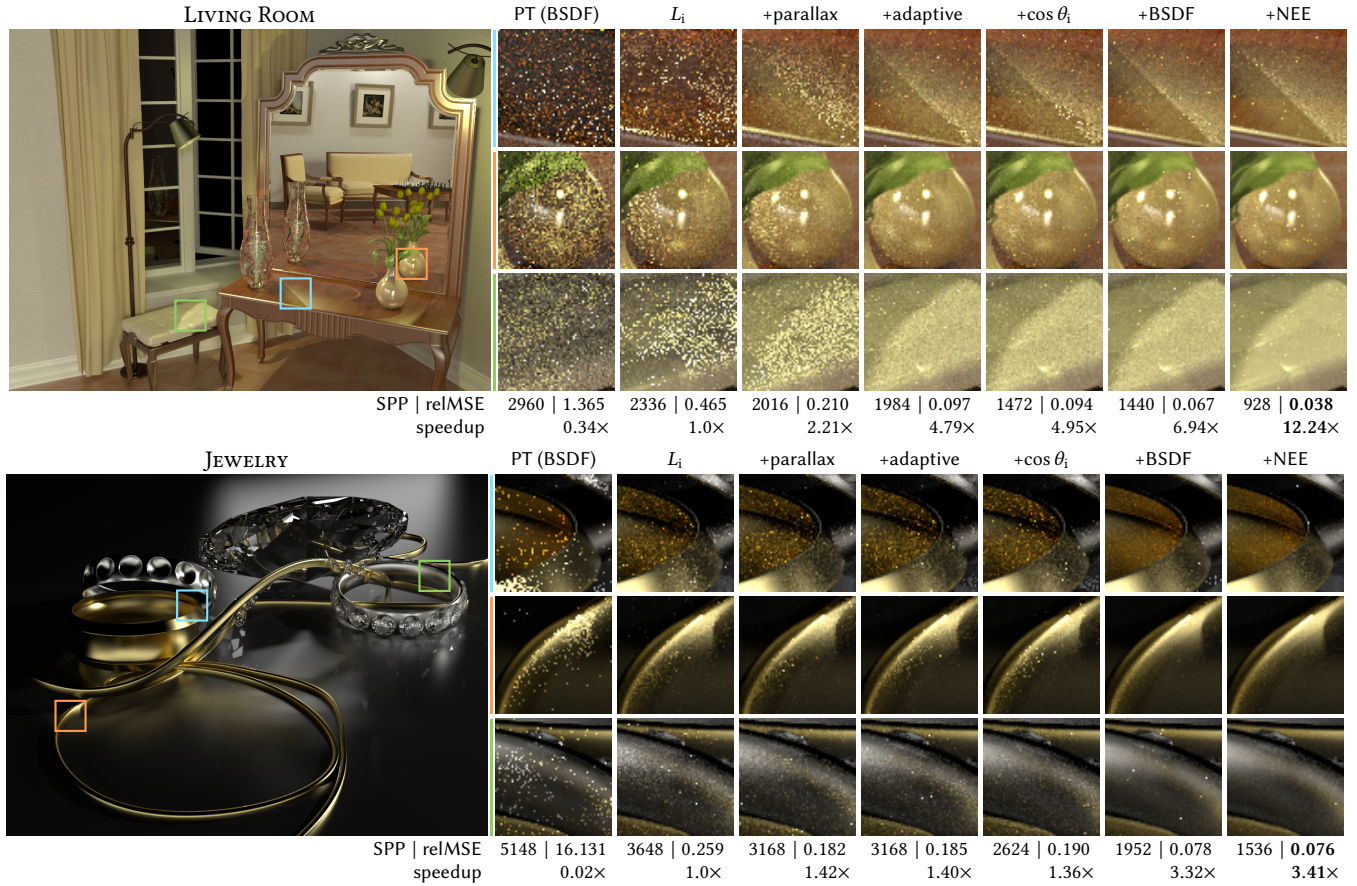 LIVING ROOM PT (BSDF) Li +parallax +adaptive +cos θi +BSDF +NEE
SPP | relMSE 2960 | 1.365 2336 | 0.465 2016 | 0.210 1984 | 0.097 1472 | 0.094 1440 | 0.067 928 | 0.038
speedup 0.34× 1.0× 2.21× 4.79× 4.95× 6.94× 12.24×
JEWELRY PT (BSDF) Li +parallax +adaptive +cos θi +BSDF +NEE
SPP | relMSE 5148 | 16.131 3648 | 0.259 3168 | 0.182 3168 | 0.185 2624 | 0.190 1952 | 0.078 1536 | 0.076
speedup 0.02× 1.0× 1.42× 1.40× 1.36× 3.32× 3.41×